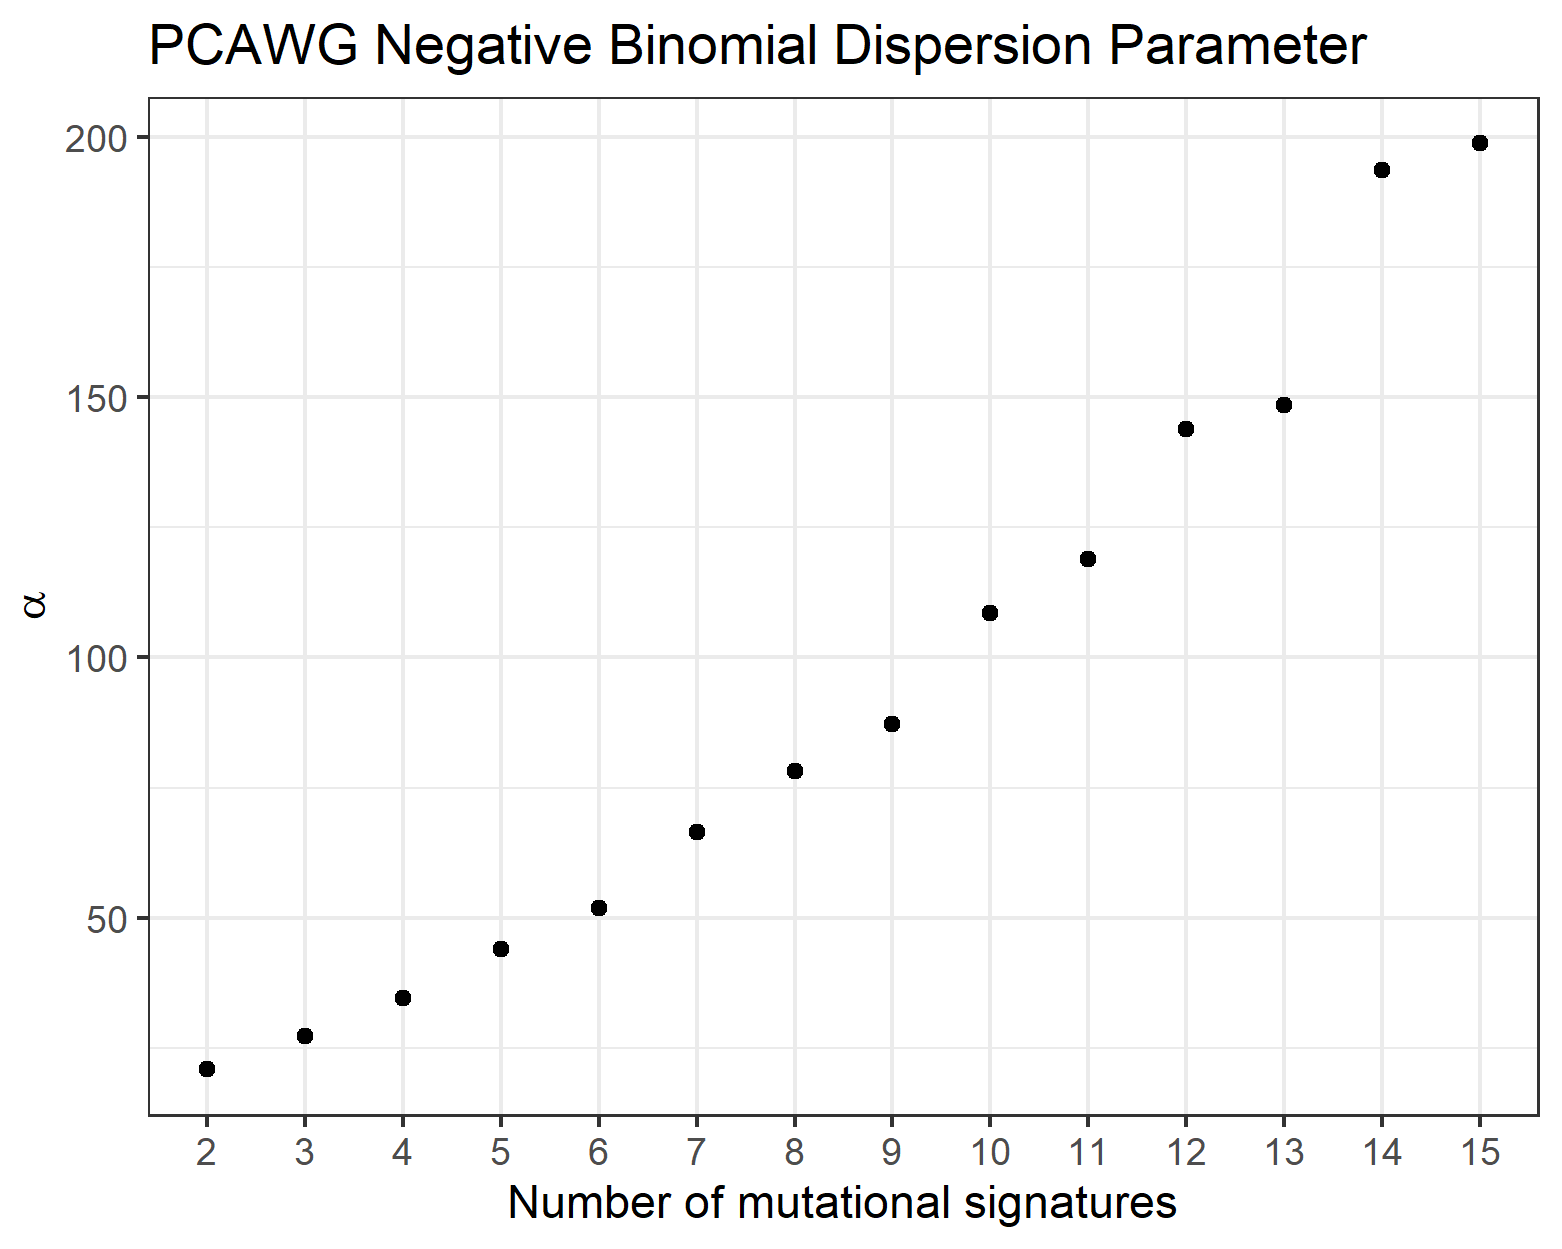 PCAWG Negative Binomial Dispersion Parameter
200
150
100
50
α
2 3 4 5 6 7 8 9 10 11 12 13 14 15
Number of mutational signatures